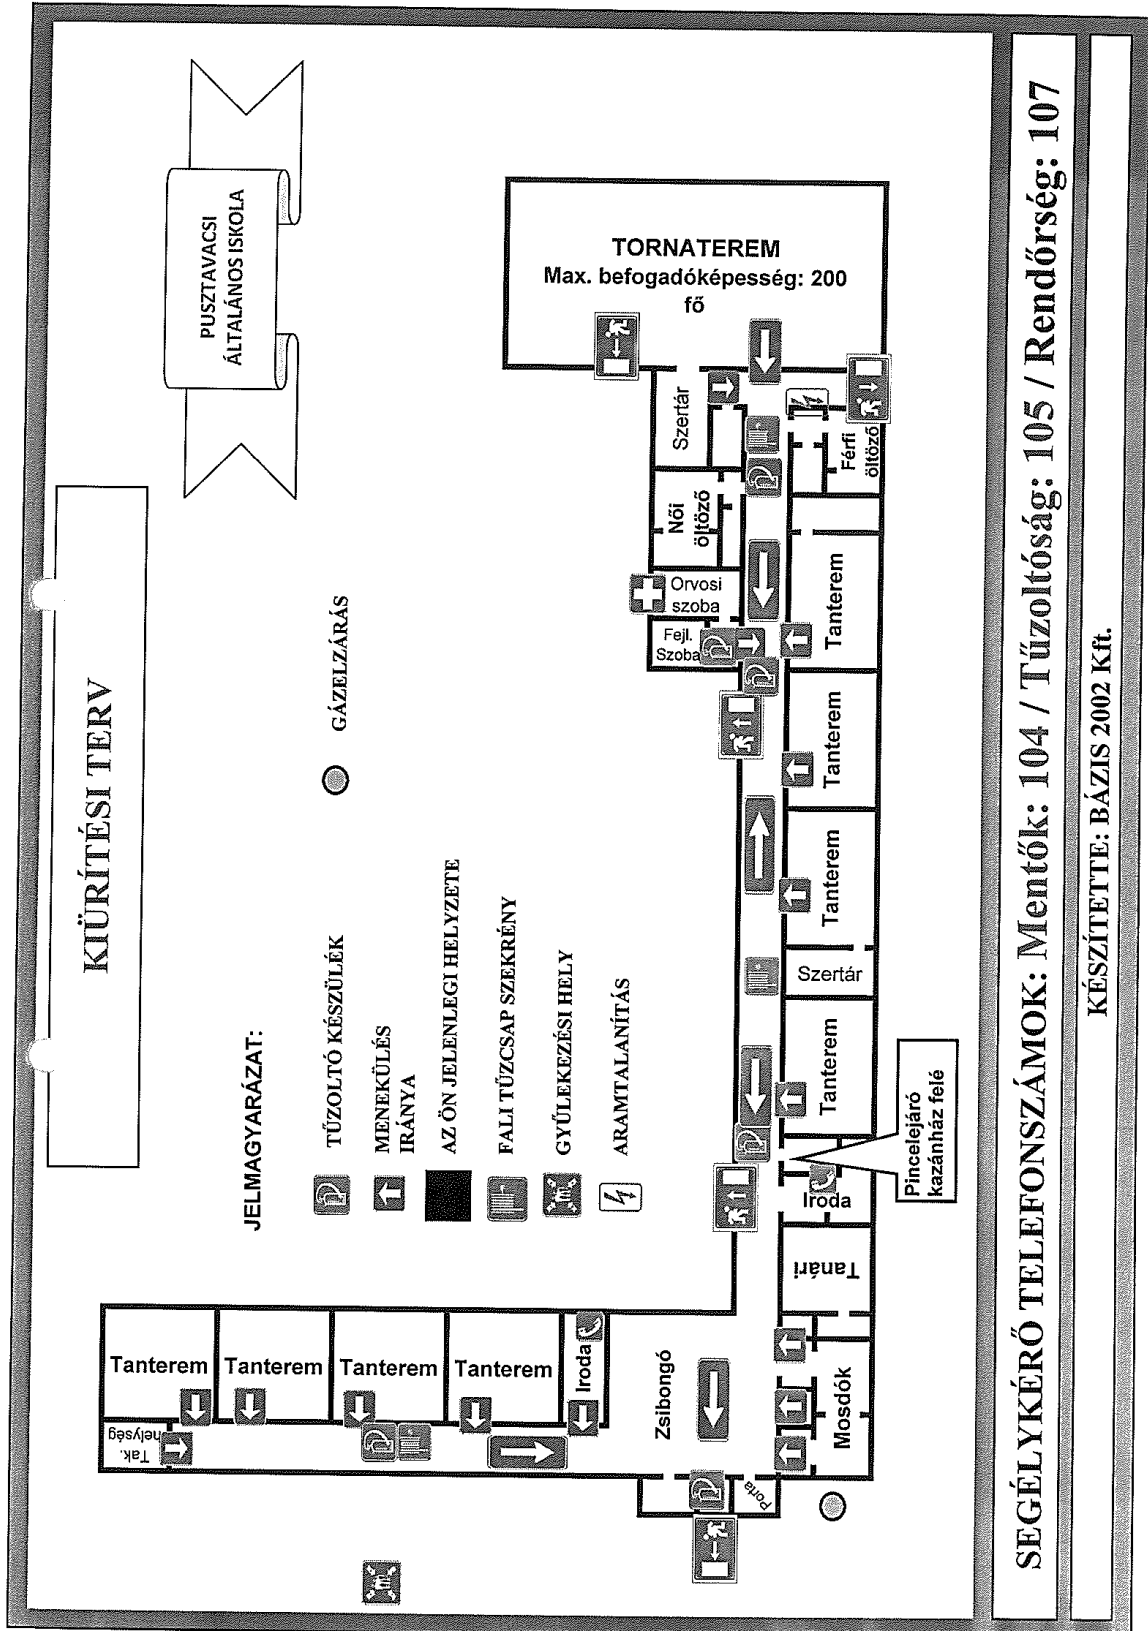 KIÜRÍTÉSI TERV
PUSZTAVACSI
ÁLTALÁNOS ISKOLA
JELMAGYARÁZAT:
TŰZOLTÓ KÉSZÜLÉK
MENEKÜLÉS
IRÁNYA
AZ ÖN JELENLEGI HELYZETE
FALI TŰZCSAP SZEKRÉNY
GYÜLEKEZÉSI HELY
ARAMTALANÍTÁS
GÁZELZÁRÁS
TORNATEREM
Max. befogadóképesség: 200
fő
Szertár
Női
öltöző
Orvosi
szoba
Fejl.
Szoba
Férfi
öltöző
Tanterem
Tanterem
Tanterem
Szertár
Tanterem
Pincelejáró
kazánház felé
Iroda
Tanári
Mosdók
Zsibongó
Porta
Iroda
Tanterem
Tanterem
Tanterem
Tanterem
Tak.
helység
SEGÉLYKÉRŐ TELEFONSZÁMOK: Mentők: 104 / Tűzoltóság: 105 / Rendőrség: 107
KÉSZÍTETTE: BÁZIS 2002 Kft.